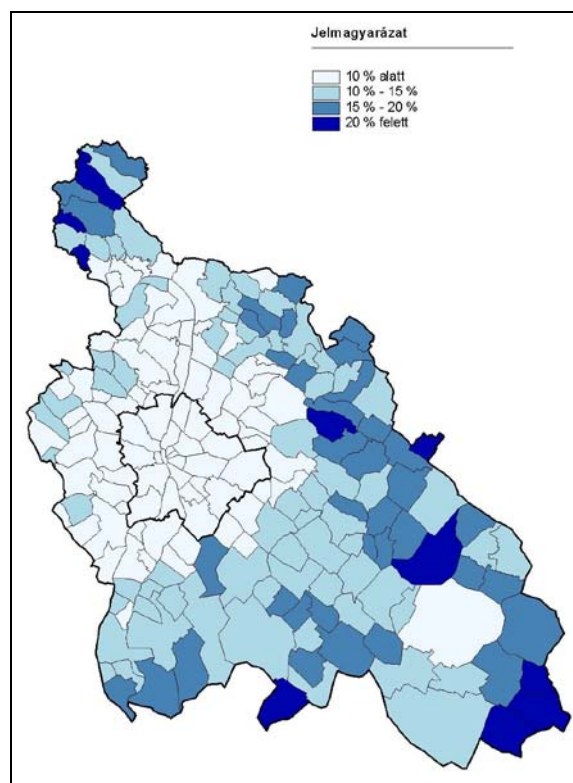 Jelmagyarázat
10 % alatt
10 % - 15 %
15 % - 20 %
20 % felett